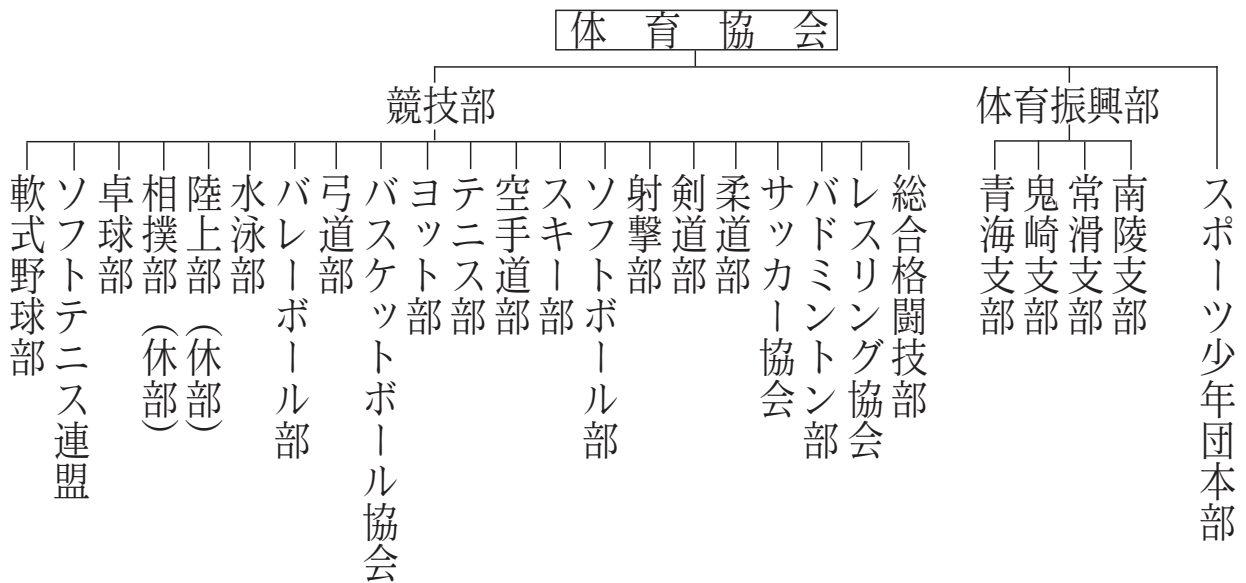 体育協会
競技部
体育振興部
軟式野球部
ソフトテニス連盟
卓球部
相撲部（休部）
陸上部（休部）
水泳部
バレーボール部
弓道部
バスケットボール協会
ヨット部
テニス部
空手道部
スキー部
ソフトボール部
射撃部
剣道部
柔道部
サッカー協会
バドミントン部
レスリング協会
総合格闘技部
青海支部
鬼崎支部
常滑支部
南陵支部
スポーツ少年団本部